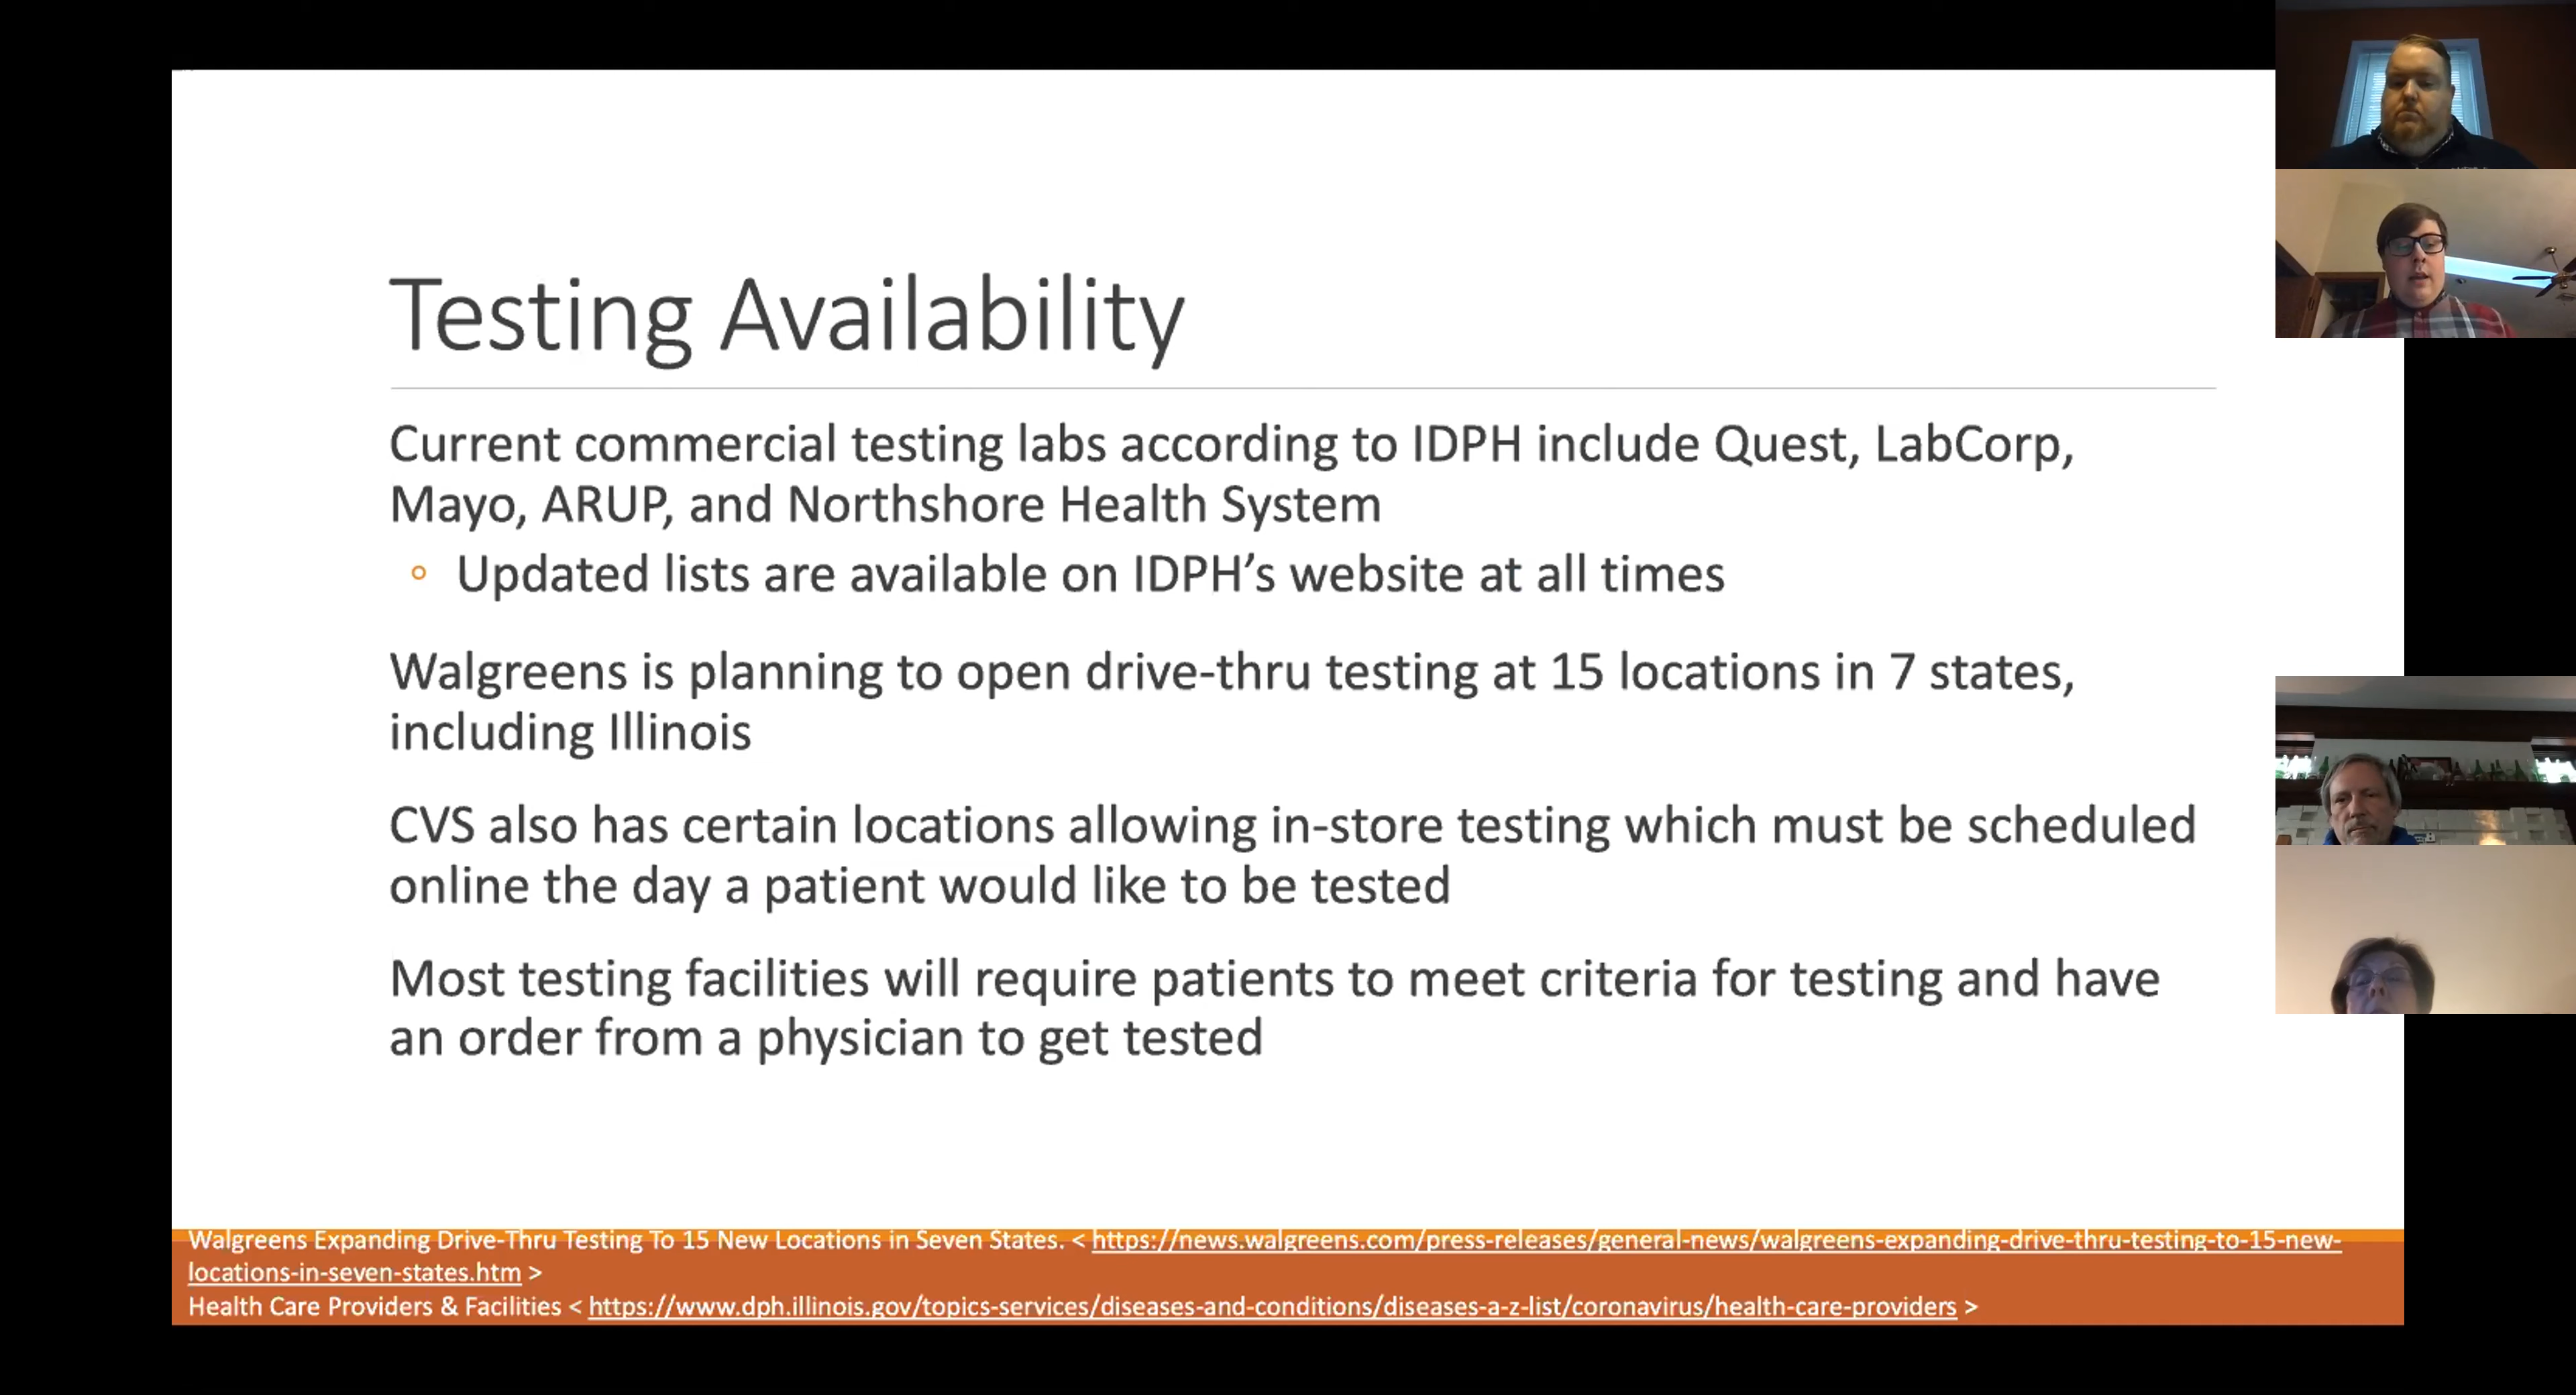 Testing Availability
Current commercial testing labs according to IDPH include Quest, LabCorp,
Mayo, ARUP, and Northshore Health System
Updated lists are available on IDPH’s website at all times
Walgreens is planning to open drive-thru testing at 15 locations in 7 states,
including Illinois
CVS also has certain locations allowing in-store testing which must be scheduled
online the day a patient would like to be tested
Most testing facilities will require patients to meet criteria for testing and have
an order from a physician to get tested
Walgreens Expanding Drive-Thru Testing To 15 New Locations in Seven States. < https://news.walgreens.com/press-releases/general-news/walgreens-expanding-drive-thru-testing-to-15-new-
locations-in-seven-states.htm >
Health Care Providers & Facilities < https://www.dph.illinois.gov/topics-services/diseases-and-conditions/diseases-a-z-list/coronavirus/health-care-providers >